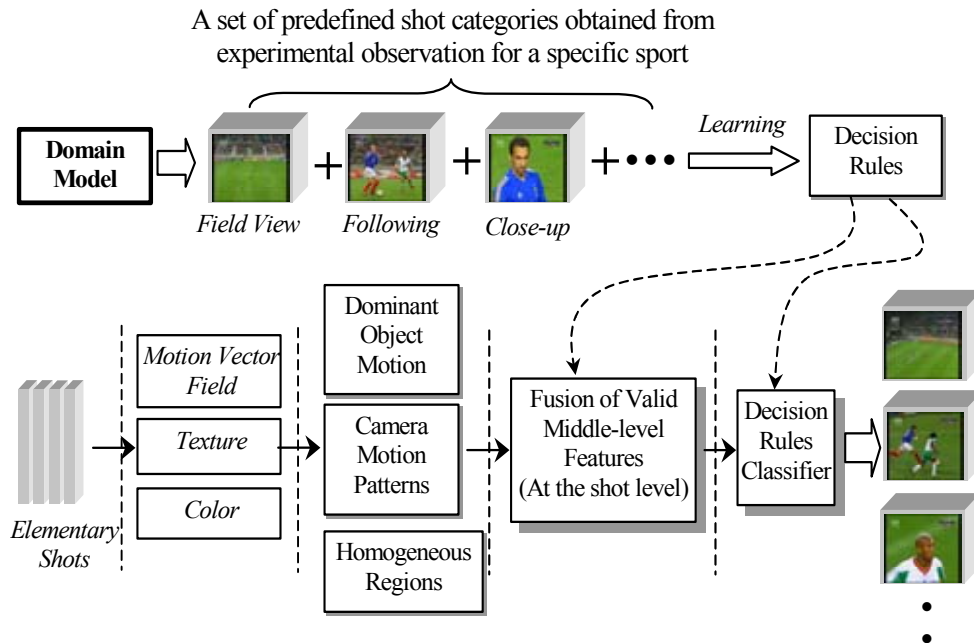 A set of predefined shot categories obtained from
experimental observation for a specific sport
Domain
Model
Field View
Following
Close-up
Learning
Decision
Rules
Elementary
Shots
Motion Vector
Field
Texture
Color
Dominant
Object
Motion
Camera
Motion
Patterns
Homogeneous
Regions
Fusion of Valid
Middle-level
Features
(At the shot level)
Decision
Rules
Classifier